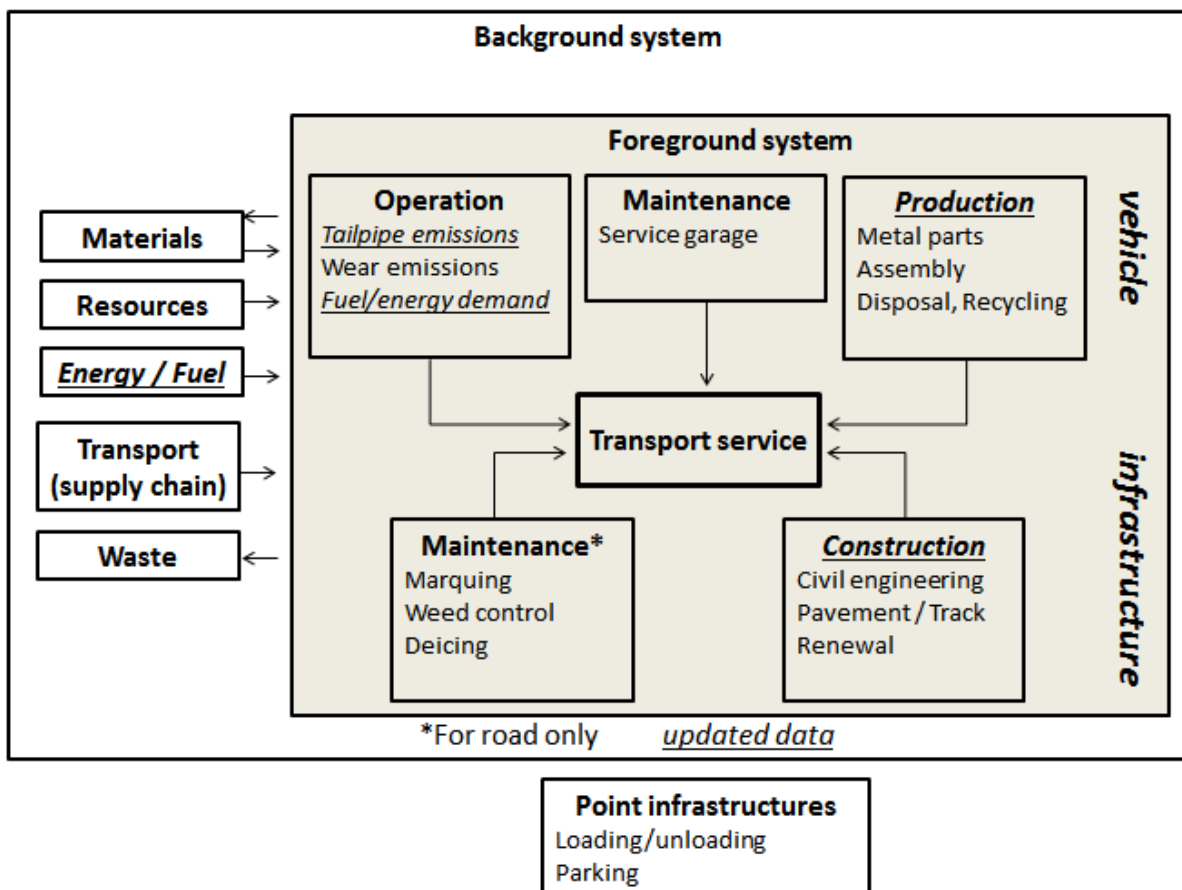 Background system
Foreground system
Operation
Tailpipe emissions
Wear emissions
Fuel/energy demand
Maintenance
Service garage
Production
Metal parts
Assembly
Disposal, Recycling
vehicle
Materials
Resources
Energy / Fuel
Transport
(supply chain)
Waste
Transport service
Maintenance*
Marquing
Weed control
Deicing
Construction
Civil engineering
Pavement / Track
Renewal
infrastructure
*For road only updated data
Point infrastructures
Loading/unloading
Parking